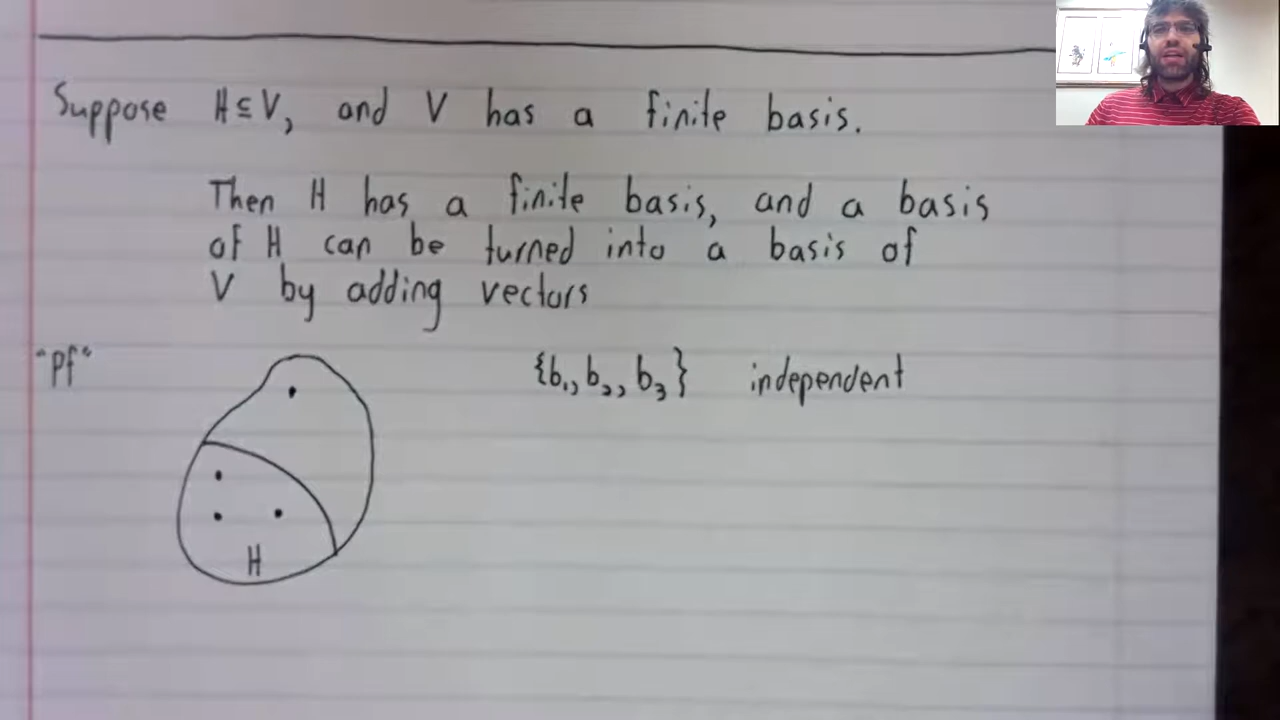 Suppose H ⊆ V, and V has a finite basis.
Then H has a finite basis, and a basis
of H can be turned into a basis of
V by adding vectors
"Pf"
{b₁, b₂, b₃} independent
H